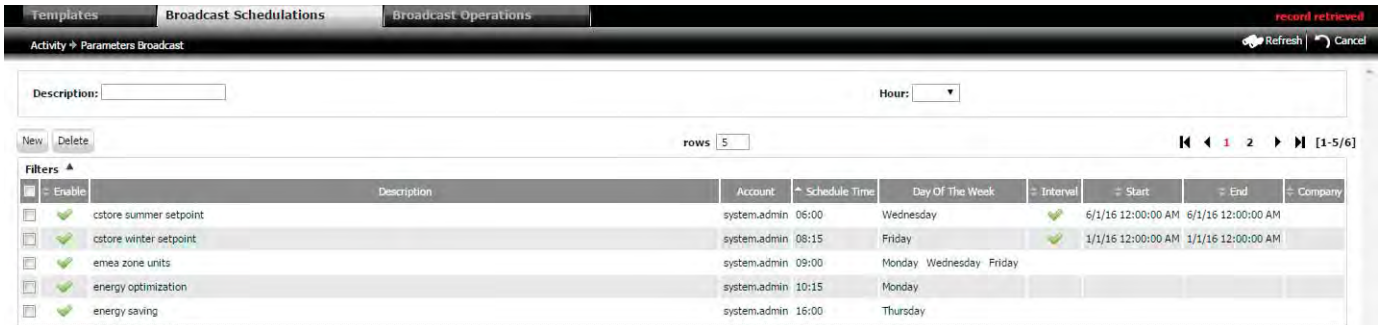 Templates Broadcast Schedulations Broadcast Operations record retrieved
Activity Parameters Broadcast Refresh Cancel
Description: Hour:
New Delete rows 5 1 2 [1-5/6]
Filters
Enable Description Account Schedule Time Day Of The Week Interval Start End Company
cstore summer setpoint system.admin 06:00 Wednesday 6/1/16 12:00:00 AM 6/1/16 12:00:00 AM
cstore winter setpoint system.admin 08:15 Friday 1/1/16 12:00:00 AM 1/1/16 12:00:00 AM
emea zone units system.admin 09:00 Monday Wednesday Friday
energy optimization system.admin 10:15 Monday
energy saving system.admin 16:00 Thursday